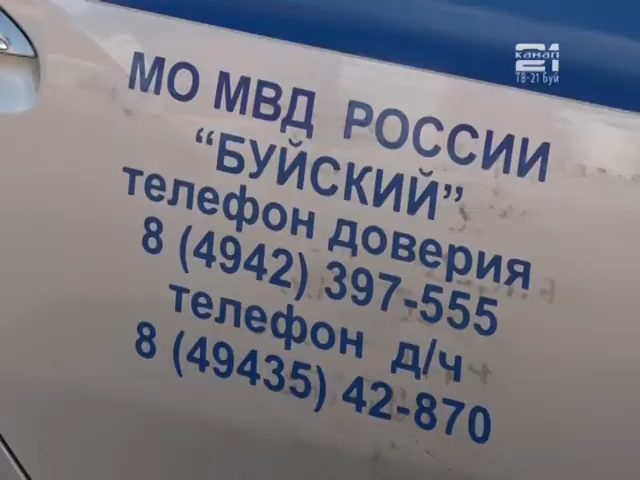 канал
21
ТВ-21 Буй
МО МВД РОССИИ
“БУЙСКИЙ”
телефон доверия
8 (4942) 397-555
телефон д/ч
8 (49435) 42-870